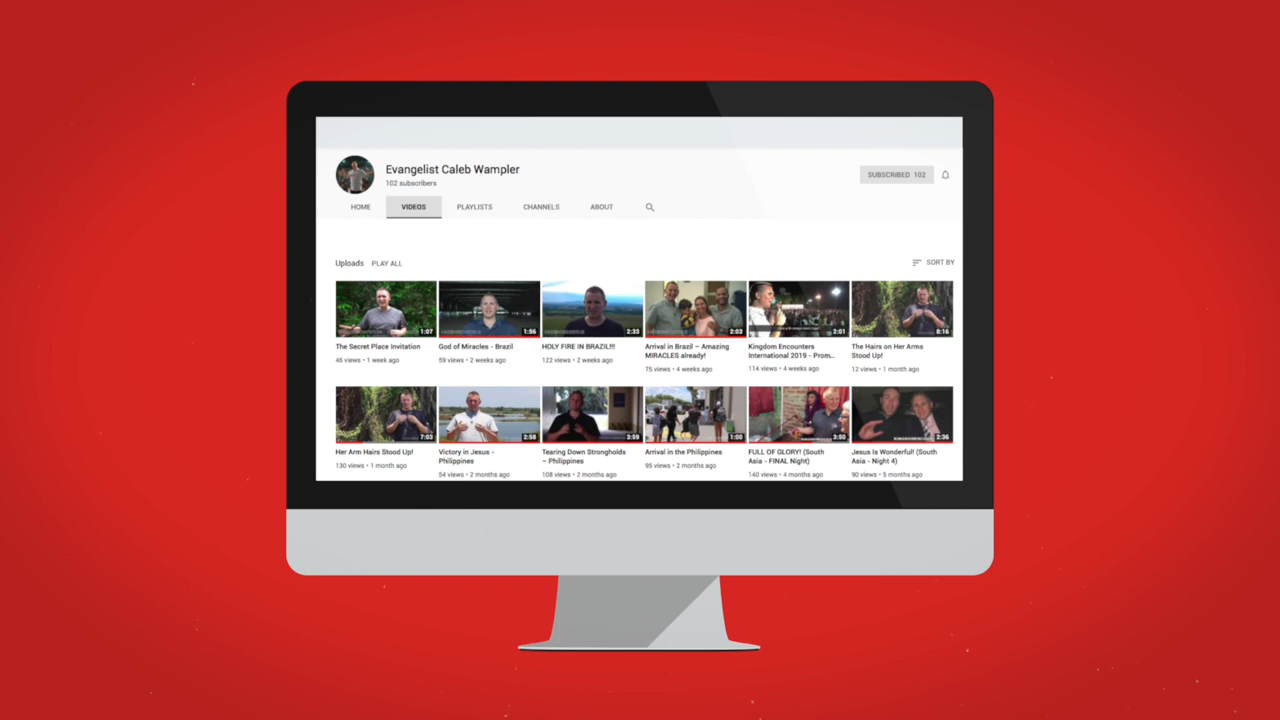 Evangelist Caleb Wampler
102 subscribers
SUBSCRIBED 102
HOME VIDEOS PLAYLISTS CHANNELS ABOUT
Uploads PLAY ALL SORT BY
1:07 1:56 2:33 2:03 2:01 8:16
The Secret Place Invitation
46 views • 1 week ago
God of Miracles - Brazil
59 views • 2 weeks ago
HOLY FIRE IN BRAZIL!!!
122 views • 2 weeks ago
Arrival in Brazil – Amazing
MIRACLES already!
75 views • 4 weeks ago
Kingdom Encounters
International 2019 - Prom...
114 views • 4 weeks ago
The Hairs on Her Arms
Stood Up!
12 views • 1 month ago
7:03 2:58 3:59 1:00 3:50 2:36
Her Arm Hairs Stood Up!
130 views • 1 month ago
Victory in Jesus -
Philippines
54 views • 2 months ago
Tearing Down Strongholds
– Philippines
108 views • 2 months ago
Arrival in the Philippines
95 views • 2 months ago
FULL OF GLORY! (South
Asia - FINAL Night)
140 views • 4 months ago
Jesus Is Wonderful! (South
Asia - Night 4)
90 views • 5 months ago